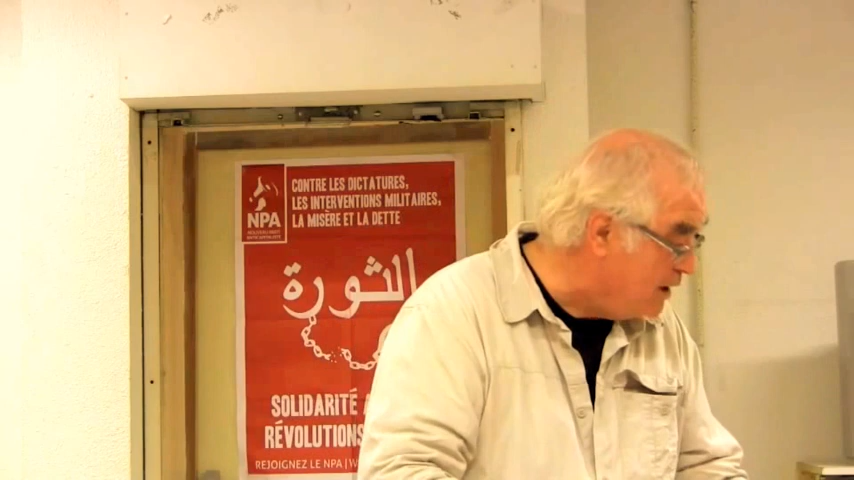 CONTRE LES DICTATURES,
LES INTERVENTIONS MILITAIRES,
LA MISÈRE ET LA DETTE
NPA
الثورة
SOLIDARITÉ
RÉVOLUTIONS
REJOIGNEZ LE NPA |